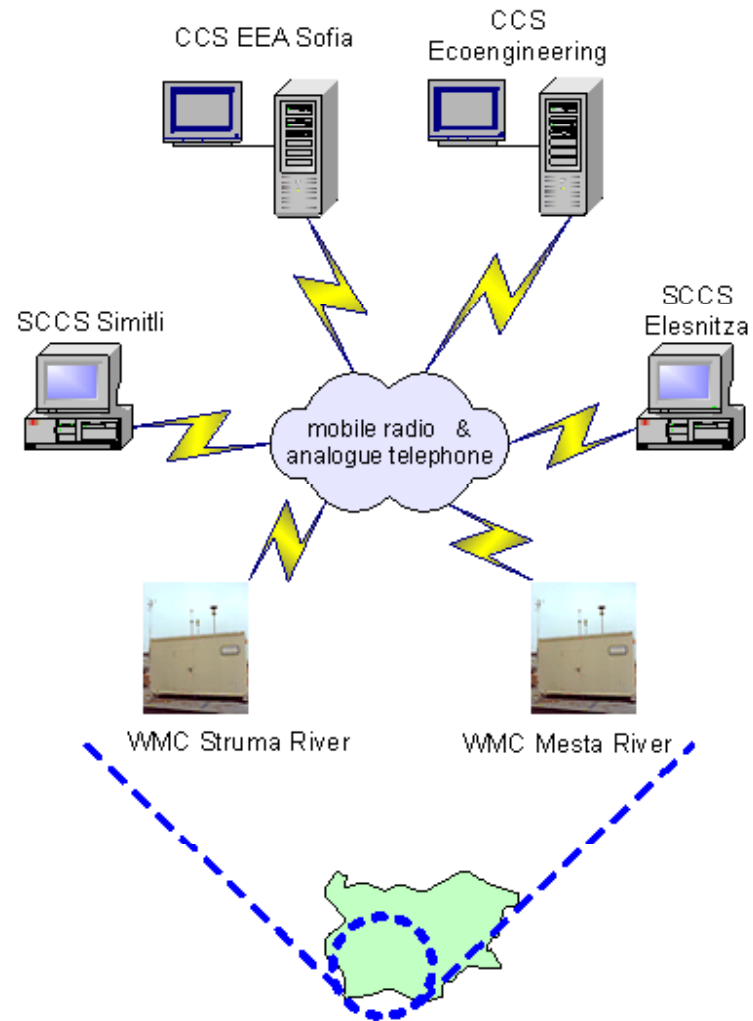 CCS EEA Sofia
CCS
Ecoengineering
SCCS Simitli
SCCS
Elesnitza
mobile radio &
analogue telephone
WMC Struma River
WMC Mesta River